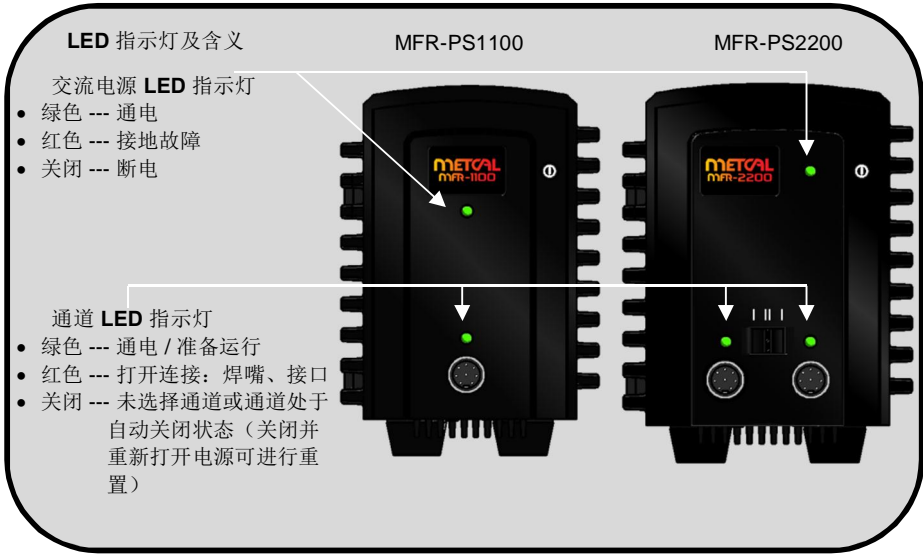 LED 指示灯及含义
MFR-PS1100
MFR-PS2200
交流电源 LED 指示灯
• 绿色 --- 通电
• 红色 --- 接地故障
• 关闭 --- 断电
METCAL
MFR-1100
METCAL
MFR-2200
通道 LED 指示灯
• 绿色 --- 通电 / 准备运行
• 红色 --- 打开连接：焊嘴、接口
• 关闭 --- 未选择通道或通道处于
自动关闭状态（关闭并
重新打开电源可进行重
置）
I II I